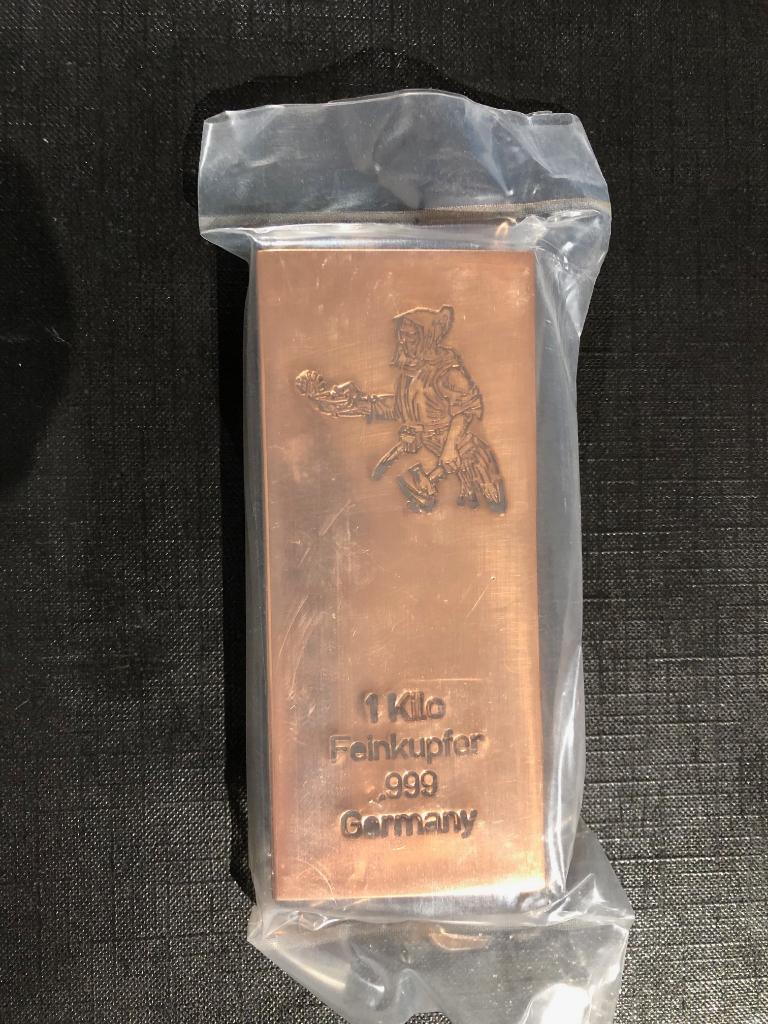 1 Kilo
Feinkupfer
.999
Germany